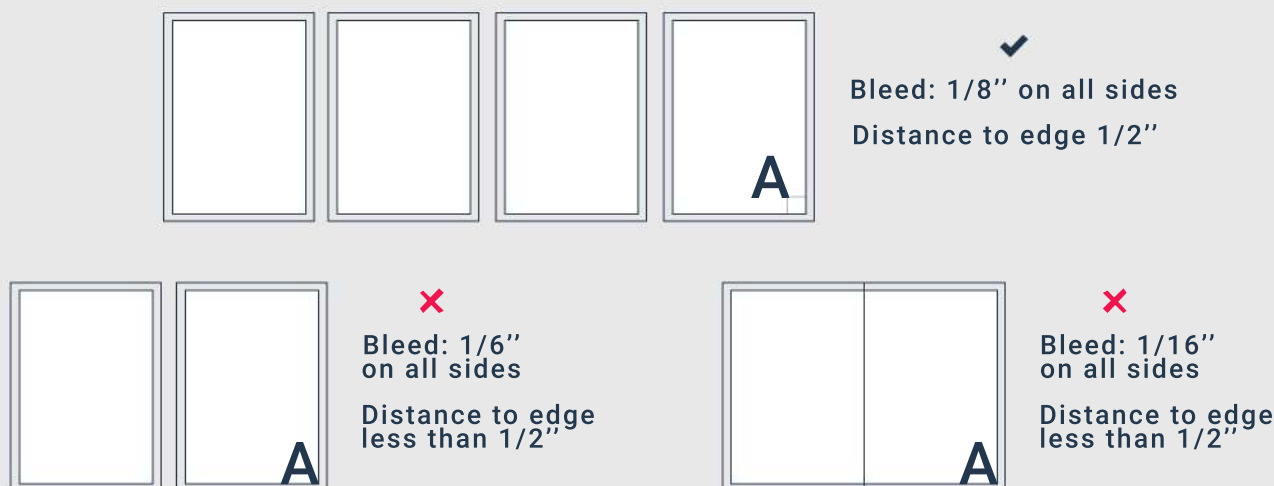 Bleed: 1/8’’ on all sides
Distance to edge 1/2’’
A
Bleed: 1/6’’
on all sides
Distance to edge
less than 1/2’’
A
Bleed: 1/16’’
on all sides
Distance to edge
less than 1/2’’
A